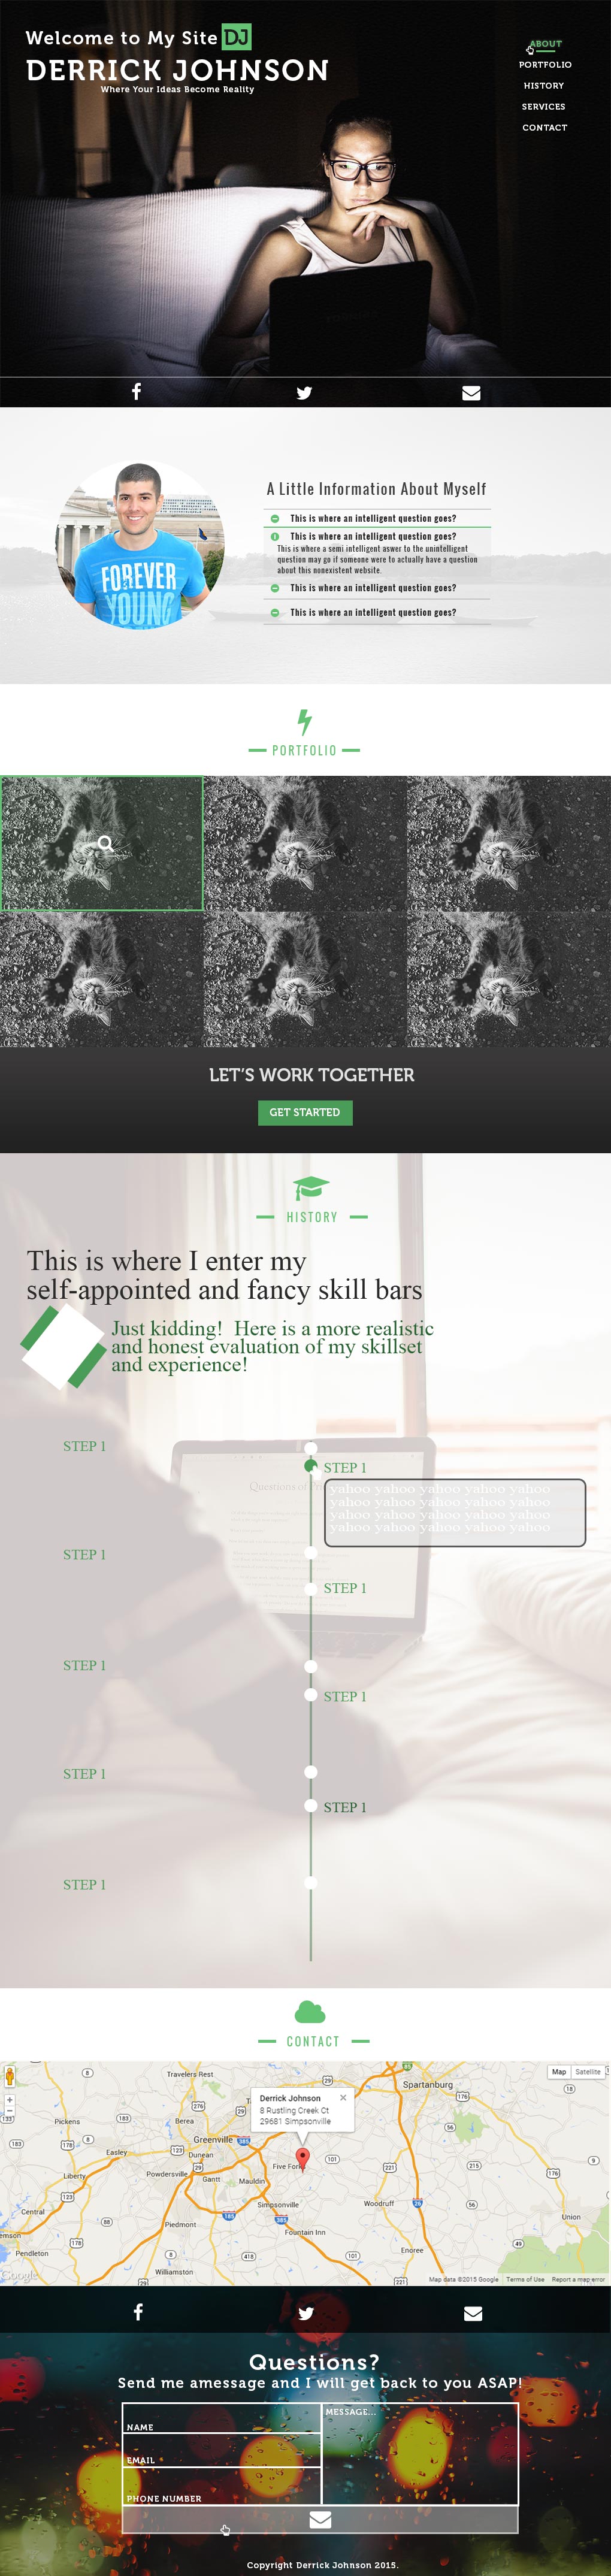 Welcome to My Site DJ
DERRICK JOHNSON
Where Your Ideas Become Reality
ABOUT
PORTFOLIO
HISTORY
SERVICES
CONTACT
A Little Information About Myself
This is where an intelligent question goes?
This is where an intelligent question goes?
This is where a semi intelligent aswer to the unintelligent
question may go if someone were to actually have a question
about this nonexistent website.
This is where an intelligent question goes?
This is where an intelligent question goes?
FOREVER
YOUNG
PORTFOLIO
LET'S WORK TOGETHER
GET STARTED
HISTORY
This is where I enter my
self-appointed and fancy skill bars
Just kidding! Here is a more realistic
and honest evaluation of my skillset
and experience!
STEP 1
STEP 1
Questions of
yahoo yahoo yahoo yahoo yahoo
yahoo yahoo yahoo yahoo yahoo
yahoo yahoo yahoo yahoo yahoo
yahoo yahoo yahoo yahoo yahoo
STEP 1
STEP 1
STEP 1
STEP 1
STEP 1
STEP 1
STEP 1
CONTACT
Map Satellite
Derrick Johnson
8 Rustling Creek Ct
29681 Simpsonville
Travelers Rest
Spartanburg
Pickens
Berea
Greenville
Easley
Dunean
Five Forks
Liberty
Powdersville
Gantt
Mauldin
Simpsonville
Woodruff
Central
Union
Piedmont
Fountain Inn
Pendleton
Enoree
Williamston
Google
Map data ©2015 Google Terms of Use Report a map error
Questions?
Send me amessage and I will get back to you ASAP!
NAME
MESSAGE...
EMAIL
PHONE NUMBER
Copyright Derrick Johnson 2015.